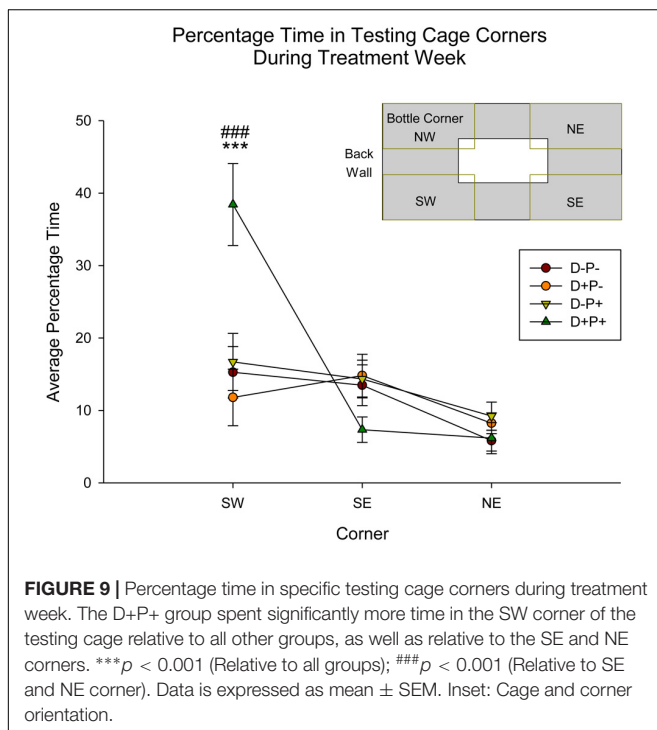 Percentage Time in Testing Cage Corners
During Treatment Week
50
40
30
20
10
0
Average Percentage Time
###
***
Bottle Corner
NW
NE
Back
Wall
SW
SE
D-P-
D+P-
D-P+
D+P+
SW
SE
NE
Corner
FIGURE 9 | Percentage time in specific testing cage corners during treatment
week. The D+P+ group spent significantly more time in the SW corner of the
testing cage relative to all other groups, as well as relative to the SE and NE
corners. ***p < 0.001 (Relative to all groups); ###p < 0.001 (Relative to SE
and NE corner). Data is expressed as mean ± SEM. Inset: Cage and corner
orientation.